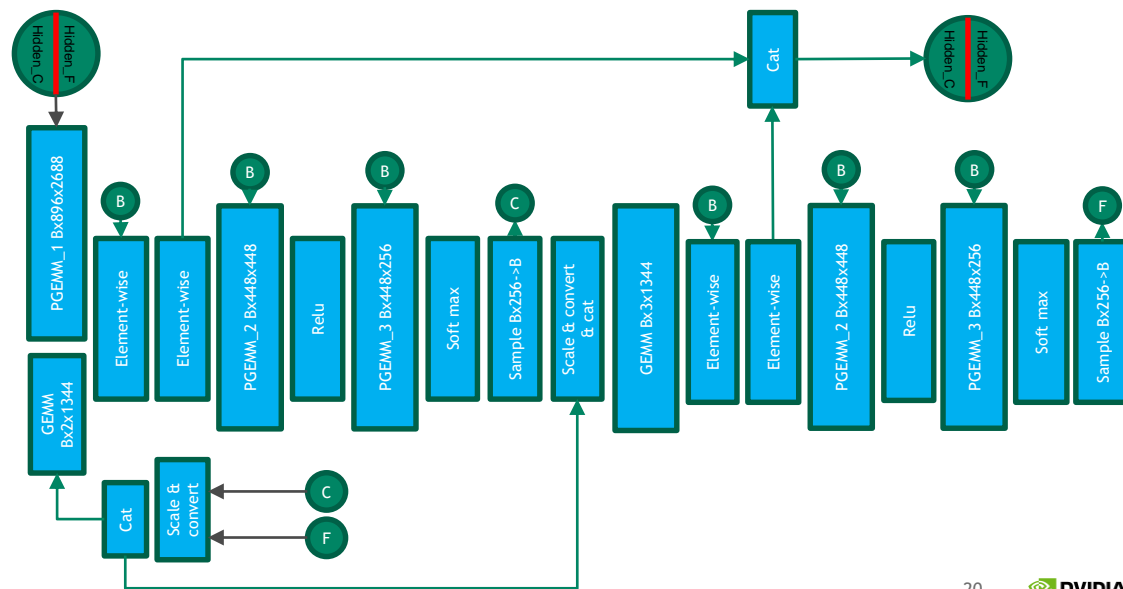 Hidden_F
Hidden_C
Cat
Hidden_F
Hidden_C
PGEMM_1 Bx896x2688
B
Element-wise
Element-wise
B
PGEMM_2 Bx448x448
Relu
B
PGEMM_3 Bx448x256
Soft max
C
Sample Bx256->B
Scale & convert
& cat
GEMM Bx3x1344
B
Element-wise
Element-wise
B
PGEMM_2 Bx448x448
Relu
B
PGEMM_3 Bx448x256
Soft max
F
Sample Bx256->B
GEMM
Bx2x1344
Cat
Scale &
convert
C
F